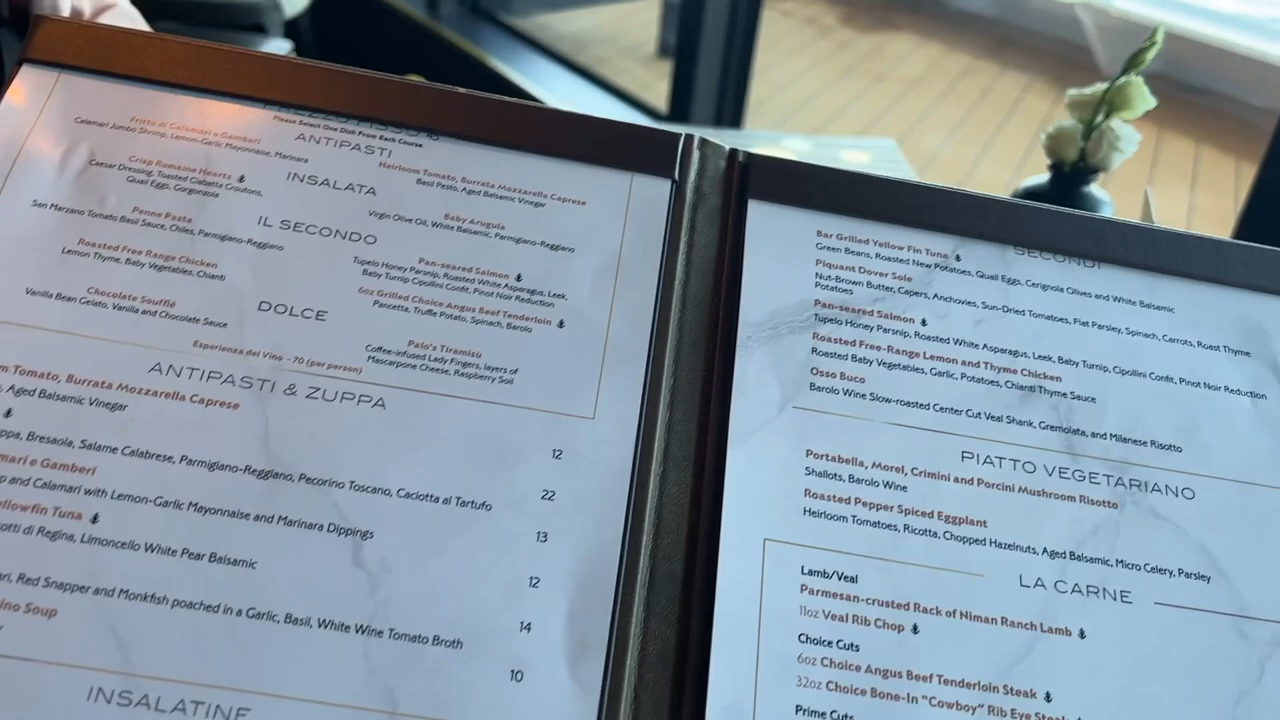 Please Select One Dish From Each Course
ANTIPASTI
Fritto di Calamari e Gamberi
Calamari Jumbo Shrimp, Lemon-Garlic Mayonnaise, Marinara
Heirloom Tomato, Burrata Mozzarella Caprese
Basil Pesto, Aged Balsamic Vinegar
INSALATA
Crisp Romaine Hearts
Caesar Dressing, Toasted Ciabatta Croutons,
Quail Eggs, Gorgonzola
Baby Arugula
Virgin Olive Oil, White Balsamic, Parmigiano-Reggiano
IL SECONDO
Penne Pasta
San Marzano Tomato Basil Sauce, Chiles, Parmigiano-Reggiano
Pan-seared Salmon
Tupelo Honey Parsnip, Roasted White Asparagus, Leek,
Baby Turnip Cipollini Confit, Pinot Noir Reduction
Roasted Free Range Chicken
Lemon Thyme, Baby Vegetables, Chianti
6oz Grilled Choice Angus Beef Tenderloin
Pancetta, Truffle Potato, Spinach, Barolo
DOLCE
Chocolate Soufflé
Vanilla Bean Gelato, Vanilla and Chocolate Sauce
Palo's Tiramisù
Coffee-infused Lady Fingers, layers of
Mascarpone Cheese, Raspberry Soil
Esperienza del Vino - 70 (per person)
ANTIPASTI & ZUPPA
Tomato, Burrata Mozzarella Caprese
Aged Balsamic Vinegar
12
Bresaola, Salame Calabrese, Parmigiano-Reggiano, Pecorino Toscano, Caciotta al Tartufo
22
e Gamberi
and Calamari with Lemon-Garlic Mayonnaise and Marinara Dippings
13
Tuna
di Regina, Limoncello White Pear Balsamic
12
Red Snapper and Monkfish poached in a Garlic, Basil, White Wine Tomato Broth
14
Soup
10
INSALATINE
SECONDI
Bar Grilled Yellow Fin Tuna
Green Beans, Roasted New Potatoes, Quail Eggs, Cerignola Olives and White Balsamic
Piquant Dover Sole
Nut-Brown Butter, Capers, Anchovies, Sun-Dried Tomatoes, Flat Parsley, Spinach, Carrots, Roast Thyme
Potatoes
Pan-seared Salmon
Tupelo Honey Parsnip, Roasted White Asparagus, Leek, Baby Turnip, Cipollini Confit, Pinot Noir Reduction
Roasted Free-Range Lemon and Thyme Chicken
Roasted Baby Vegetables, Garlic, Potatoes, Chianti Thyme Sauce
Osso Buco
Barolo Wine Slow-roasted Center Cut Veal Shank, Gremolata, and Milanese Risotto
PIATTO VEGETARIANO
Portabella, Morel, Crimini and Porcini Mushroom Risotto
Shallots, Barolo Wine
Roasted Pepper Spiced Eggplant
Heirloom Tomatoes, Ricotta, Chopped Hazelnuts, Aged Balsamic, Micro Celery, Parsley
LA CARNE
Lamb/Veal
Parmesan-crusted Rack of Niman Ranch Lamb
11oz Veal Rib Chop
Choice Cuts
6oz Choice Angus Beef Tenderloin Steak
32oz Choice Bone-In "Cowboy" Rib Eye Steak
Prime Cuts